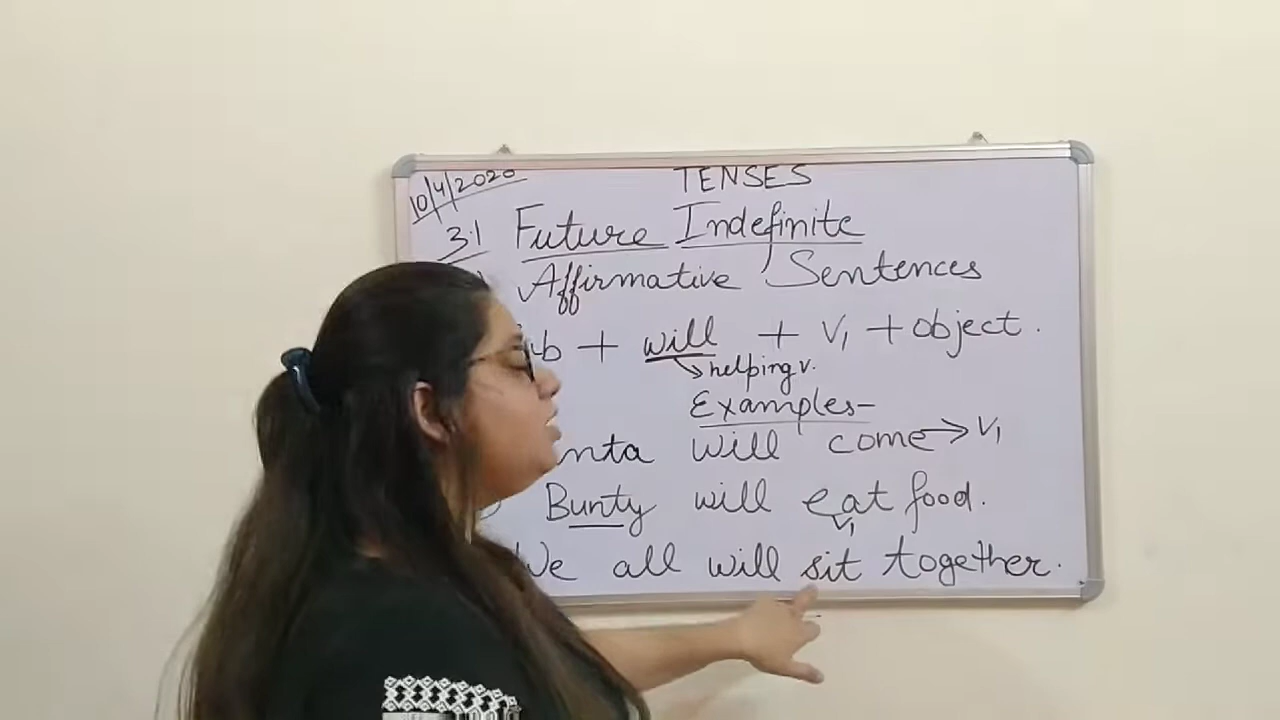 10/4/2020
TENSES
3.1 Future Indefinite
Affirmative Sentences
+ will + V1 + object.
helping v.
Examples-
will come → V1
Bunty will eat food.
V1
We all will sit together.